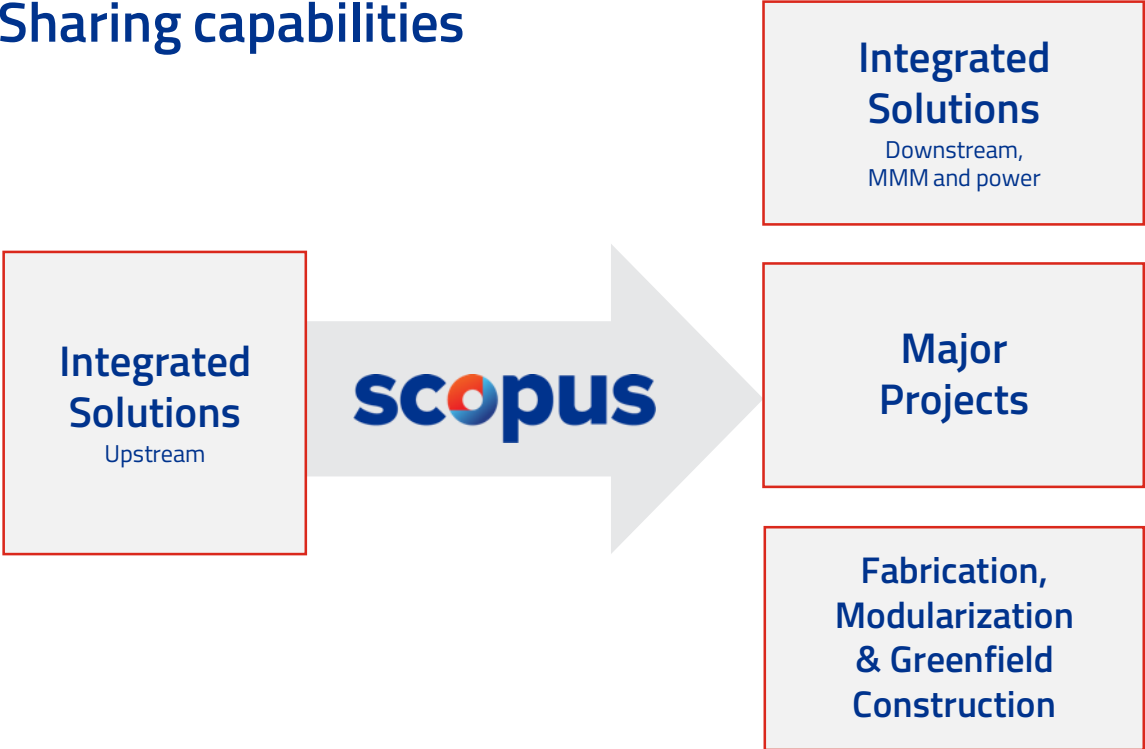 Sharing capabilities
Integrated
Solutions
Upstream
scopus
Integrated
Solutions
Downstream,
MMM and power
Major
Projects
Fabrication,
Modularization
& Greenfield
Construction